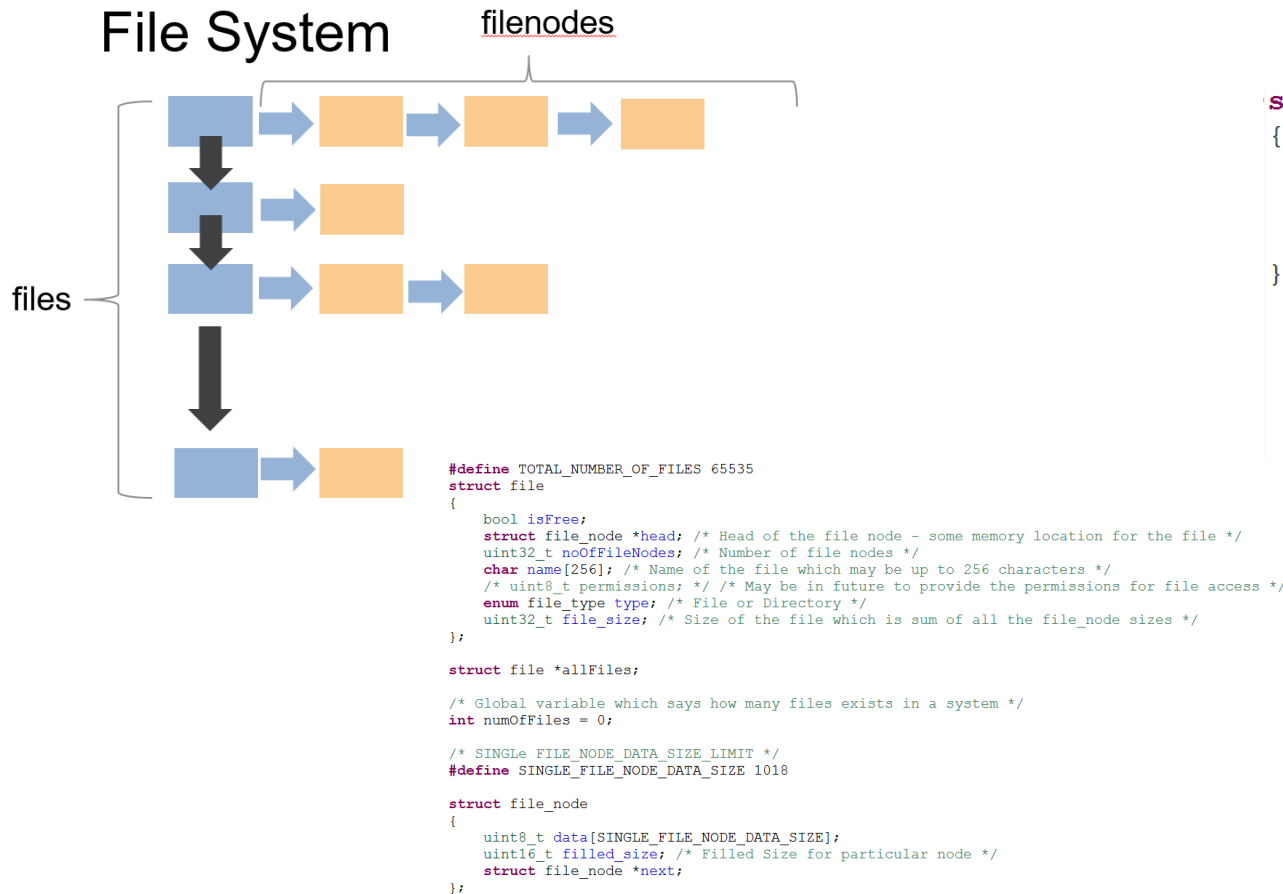 File System
filenodes
files
s
{
}
#define TOTAL_NUMBER_OF_FILES 65535
struct file
{
    bool isFree;
    struct file_node *head; /* Head of the file node - some memory location for the file */
    uint32_t noOfFileNodes; /* Number of file nodes */
    char name[256]; /* Name of the file which may be up to 256 characters */
    /* uint8_t permissions; */ /* May be in future to provide the permissions for file access */
    enum file_type type; /* File or Directory */
    uint32_t file_size; /* Size of the file which is sum of all the file_node sizes */
};
struct file *allFiles;
/* Global variable which says how many files exists in a system */
int numOfFiles = 0;
/* SINGLe FILE_NODE_DATA_SIZE_LIMIT */
#define SINGLE_FILE_NODE_DATA_SIZE 1018
struct file_node
{
    uint8_t data[SINGLE_FILE_NODE_DATA_SIZE];
    uint16_t filled_size; /* Filled Size for particular node */
    struct file_node *next;
};